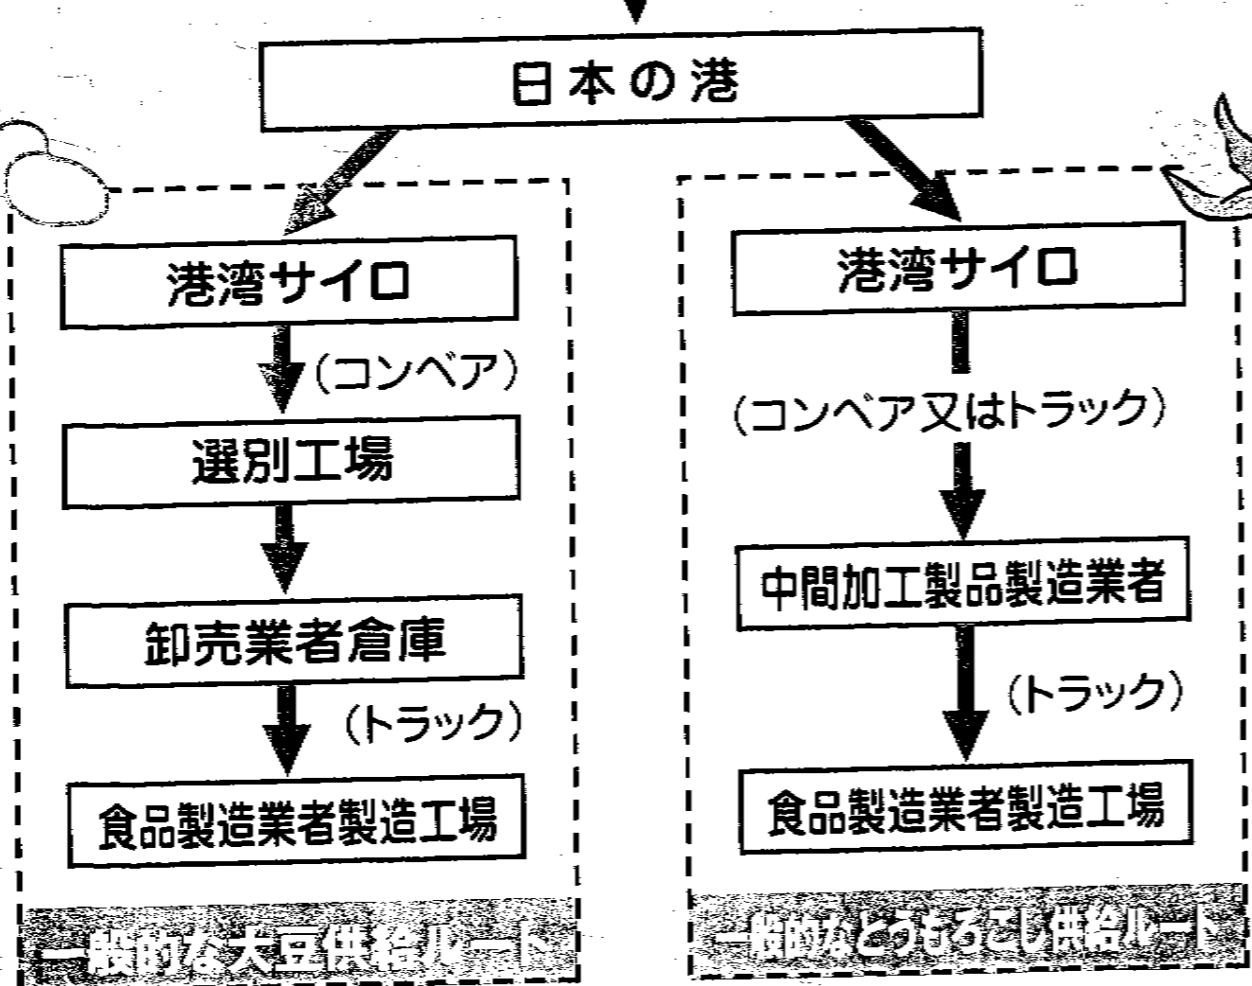 日本の港
港湾サイロ
（コンベア）
選別工場
卸売業者倉庫
（トラック）
食品製造業者製造工場
一般的な大豆供給ルート
港湾サイロ
（コンベア又はトラック）
中間加工製品製造業者
（トラック）
食品製造業者製造工場
一般的なとうもろこし供給ルート